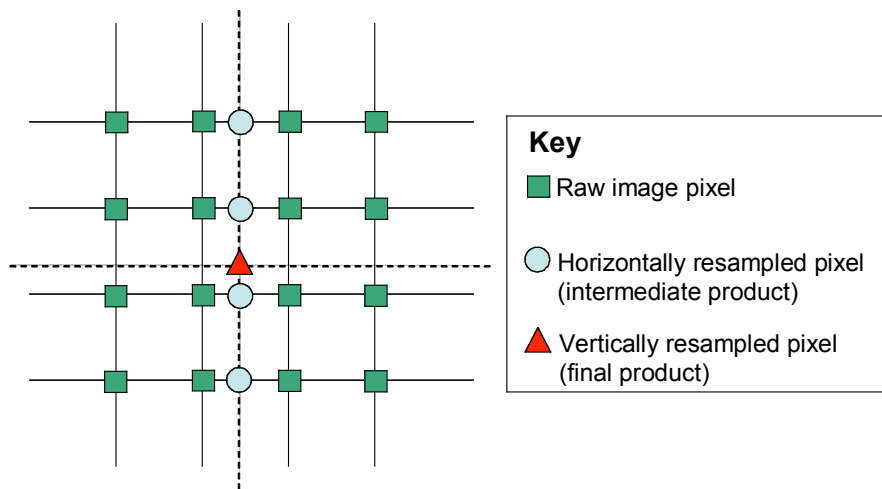 Key
Raw image pixel
Horizontally resampled pixel
(intermediate product)
Vertically resampled pixel
(final product)